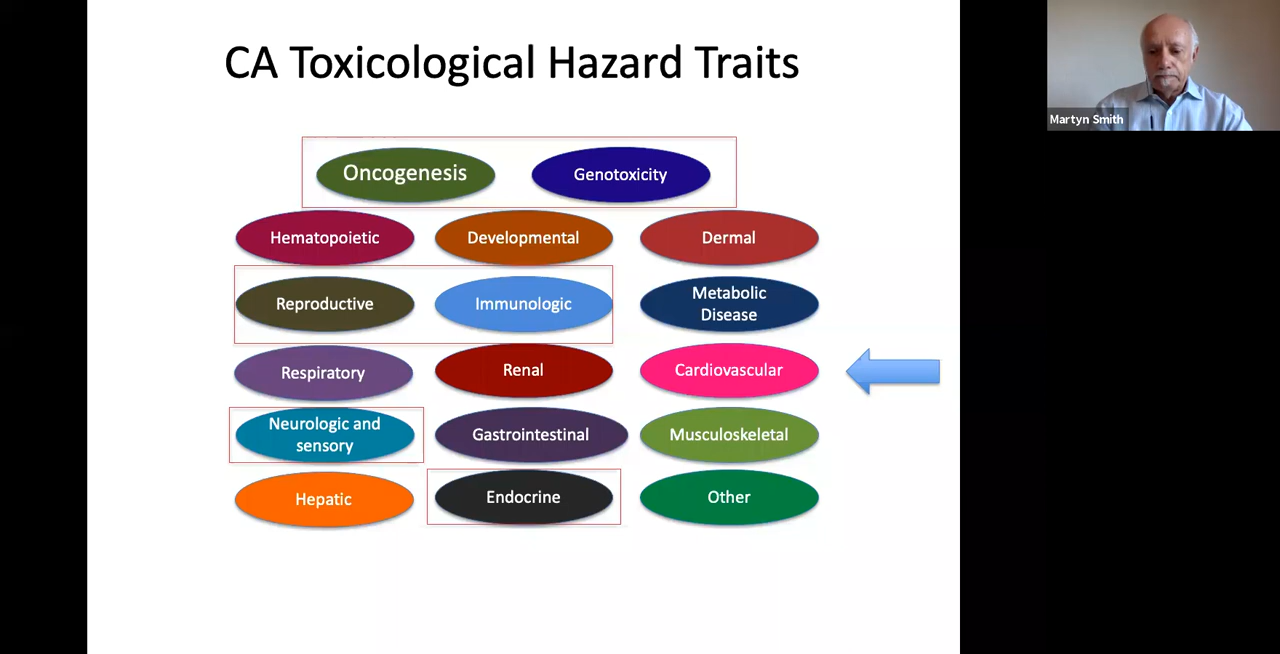 CA Toxicological Hazard Traits
Martyn Smith
Oncogenesis
Genotoxicity
Hematopoietic
Developmental
Dermal
Reproductive
Immunologic
Metabolic
Disease
Respiratory
Renal
Cardiovascular
Neurologic and
sensory
Gastrointestinal
Musculoskeletal
Hepatic
Endocrine
Other